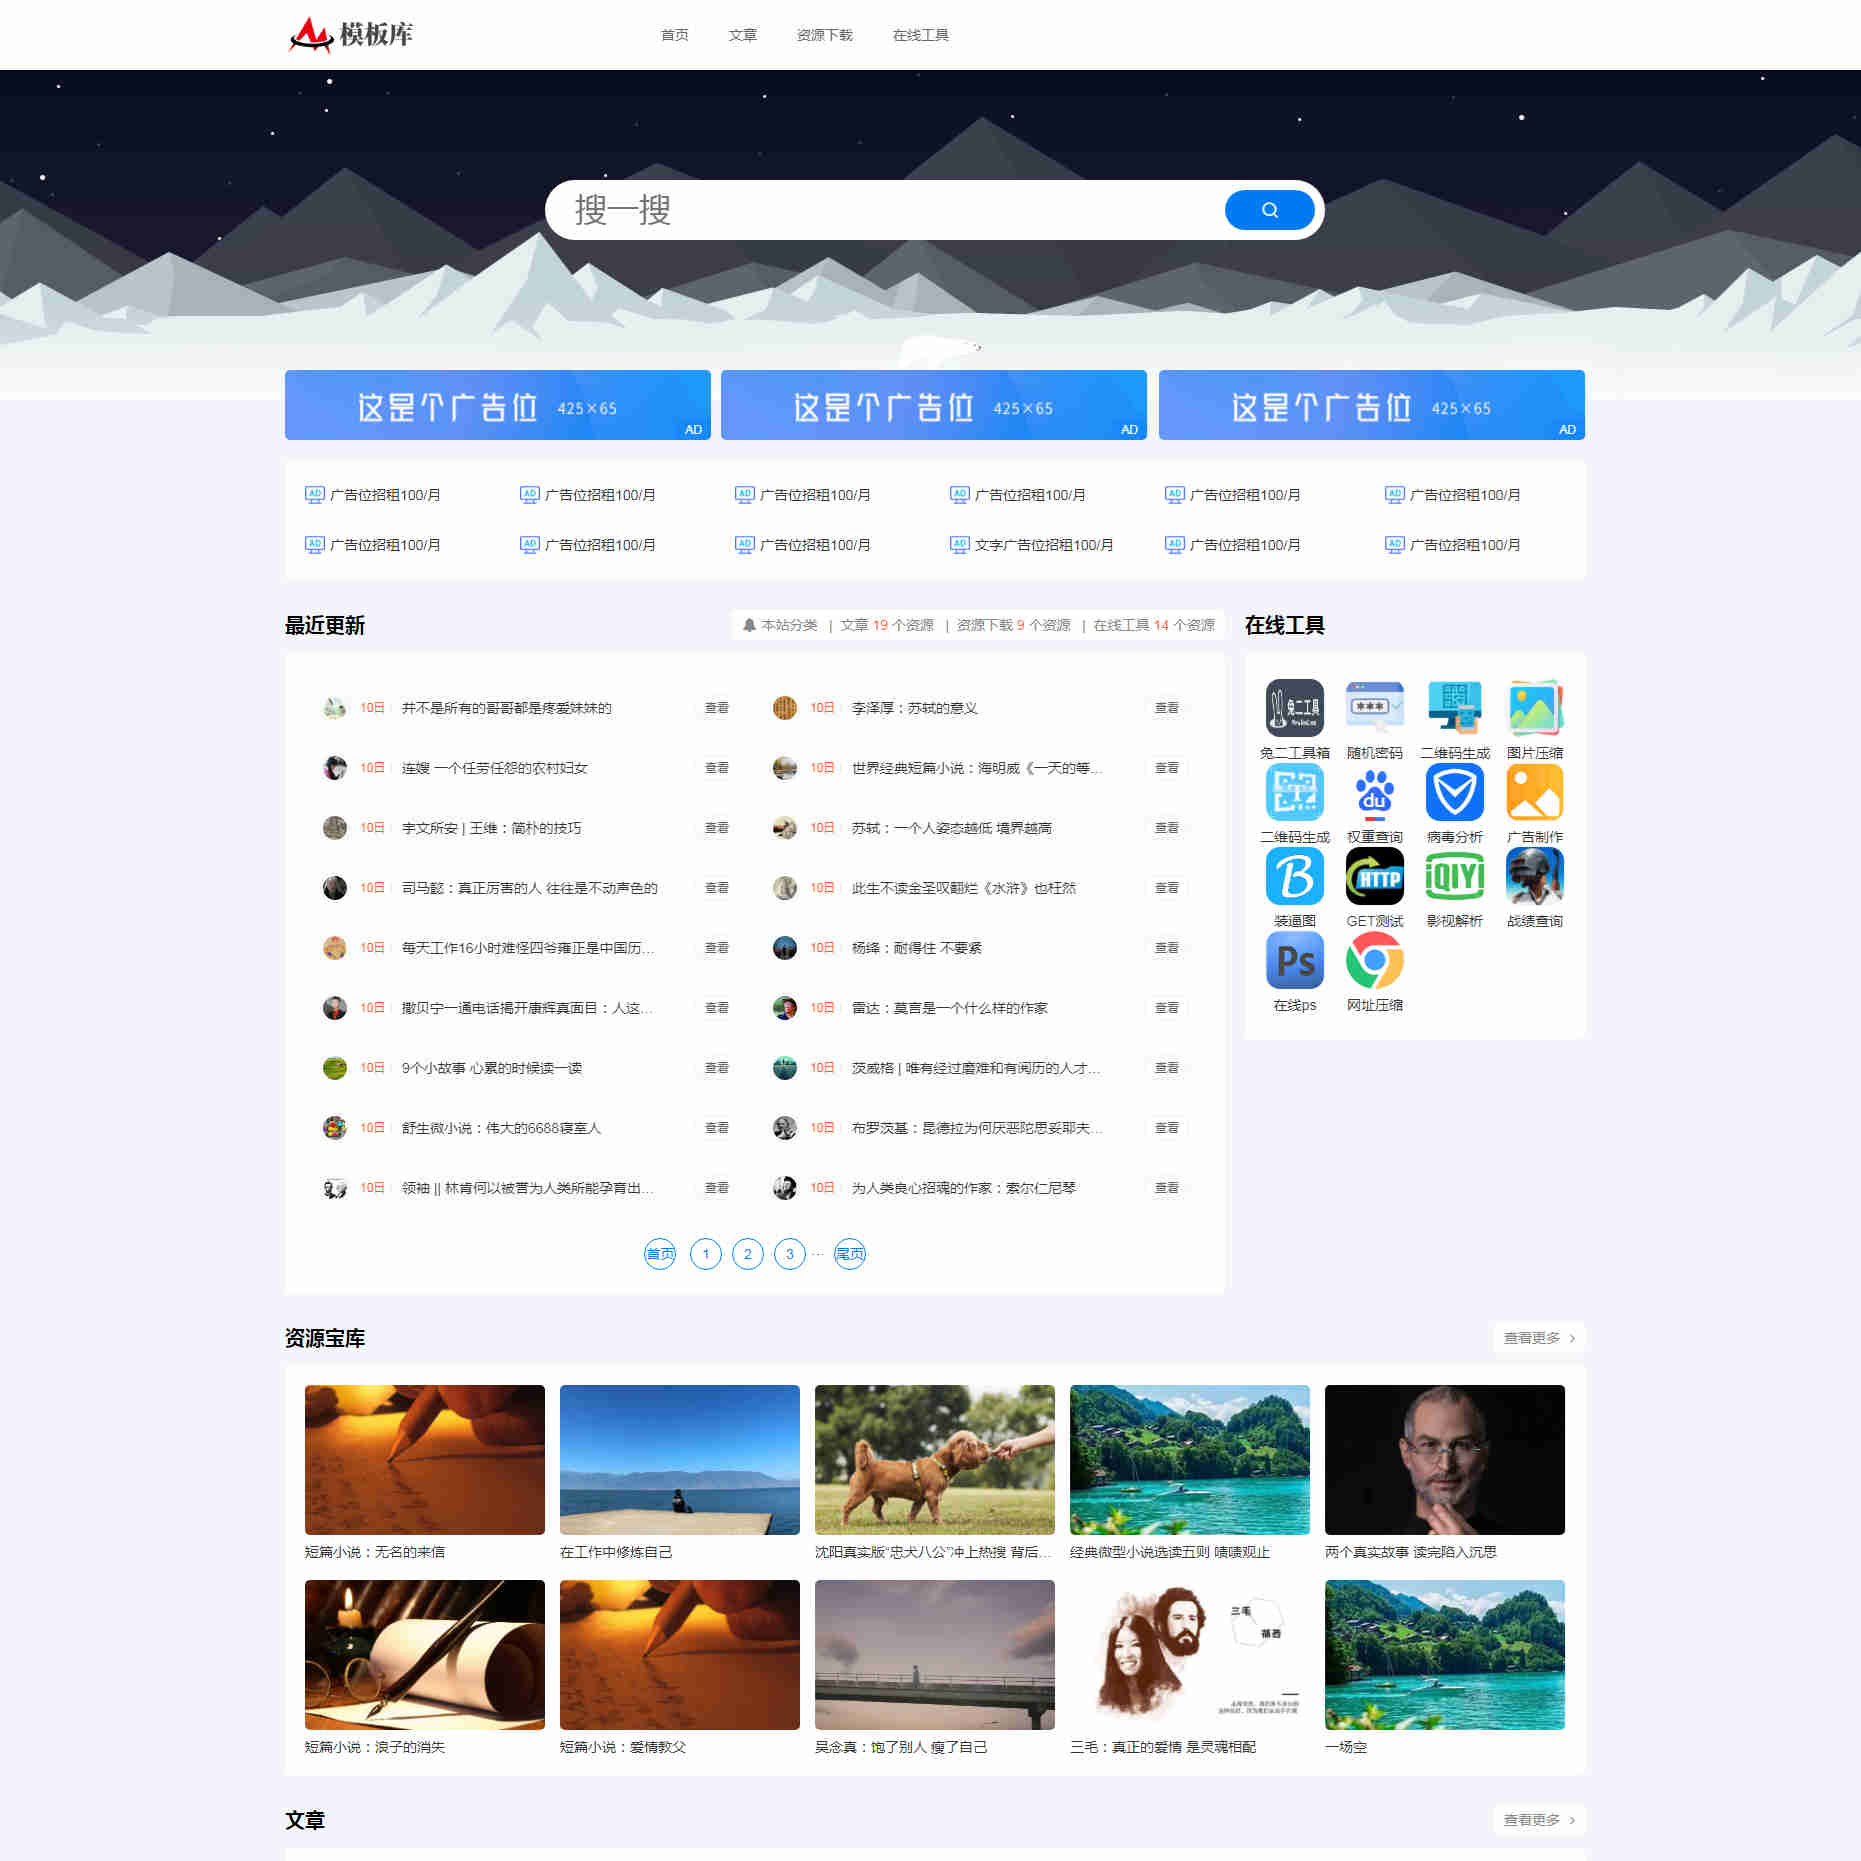 模板库
首页 文章 资源下载 在线工具
搜一搜
这是个广告位 425×65 AD
这是个广告位 425×65 AD
这是个广告位 425×65 AD
AD 广告位招租100/月 AD 广告位招租100/月 AD 广告位招租100/月 AD 广告位招租100/月 AD 广告位招租100/月 AD 广告位招租100/月
AD 广告位招租100/月 AD 广告位招租100/月 AD 广告位招租100/月 AD 文字广告位招租100/月 AD 广告位招租100/月 AD 广告位招租100/月
最近更新
本站分类 | 文章 19 个资源 | 资源下载 9 个资源 | 在线工具 14 个资源
10日 并不是所有的哥哥都是疼爱妹妹的 查看
10日 李泽厚：苏轼的意义 查看
10日 连嫂 一个任劳任怨的农村妇女 查看
10日 世界经典短篇小说：海明威《一天的等... 查看
10日 宇文所安 | 王维：简朴的技巧 查看
10日 苏轼：一个人姿态越低 境界越高 查看
10日 司马懿：真正厉害的人 往往是不动声色的 查看
10日 此生不读金圣叹翻烂《水浒》也枉然 查看
10日 每天工作16小时难怪四爷雍正是中国历... 查看
10日 杨绛：耐得住 不要紧 查看
10日 撒贝宁一通电话揭开康辉真面目：人这... 查看
10日 雷达：莫言是一个什么样的作家 查看
10日 9个小故事 心累的时候读一读 查看
10日 茨威格 | 唯有经过磨难和有阅历的人才... 查看
10日 舒生微小说：伟大的6688寝室人 查看
10日 布罗茨基：昆德拉为何厌恶陀思妥耶夫... 查看
10日 领袖 || 林肯何以被誉为人类所能孕育出... 查看
10日 为人类良心招魂的作家：索尔仁尼琴 查看
首页 1 2 3 ··· 尾页
在线工具
兔二工具
***
兔二工具箱 随机密码 二维码生成 图片压缩
du
二维码生成 权重查询 病毒分析 广告制作
B HTTP iQIYI
装逼图 GET测试 影视解析 战绩查询
Ps
在线ps 网址压缩
资源宝库
查看更多 >
短篇小说：无名的来信
在工作中修炼自己
沈阳真实版“忠犬八公”冲上热搜 背后...
经典微型小说选读五则 啧啧观止
两个真实故事 读完陷入沉思
三毛
荷西
短篇小说：浪子的消失
短篇小说：爱情教父
吴念真：饱了别人 瘦了自己
三毛：真正的爱情 是灵魂相配
一场空
文章
查看更多 >